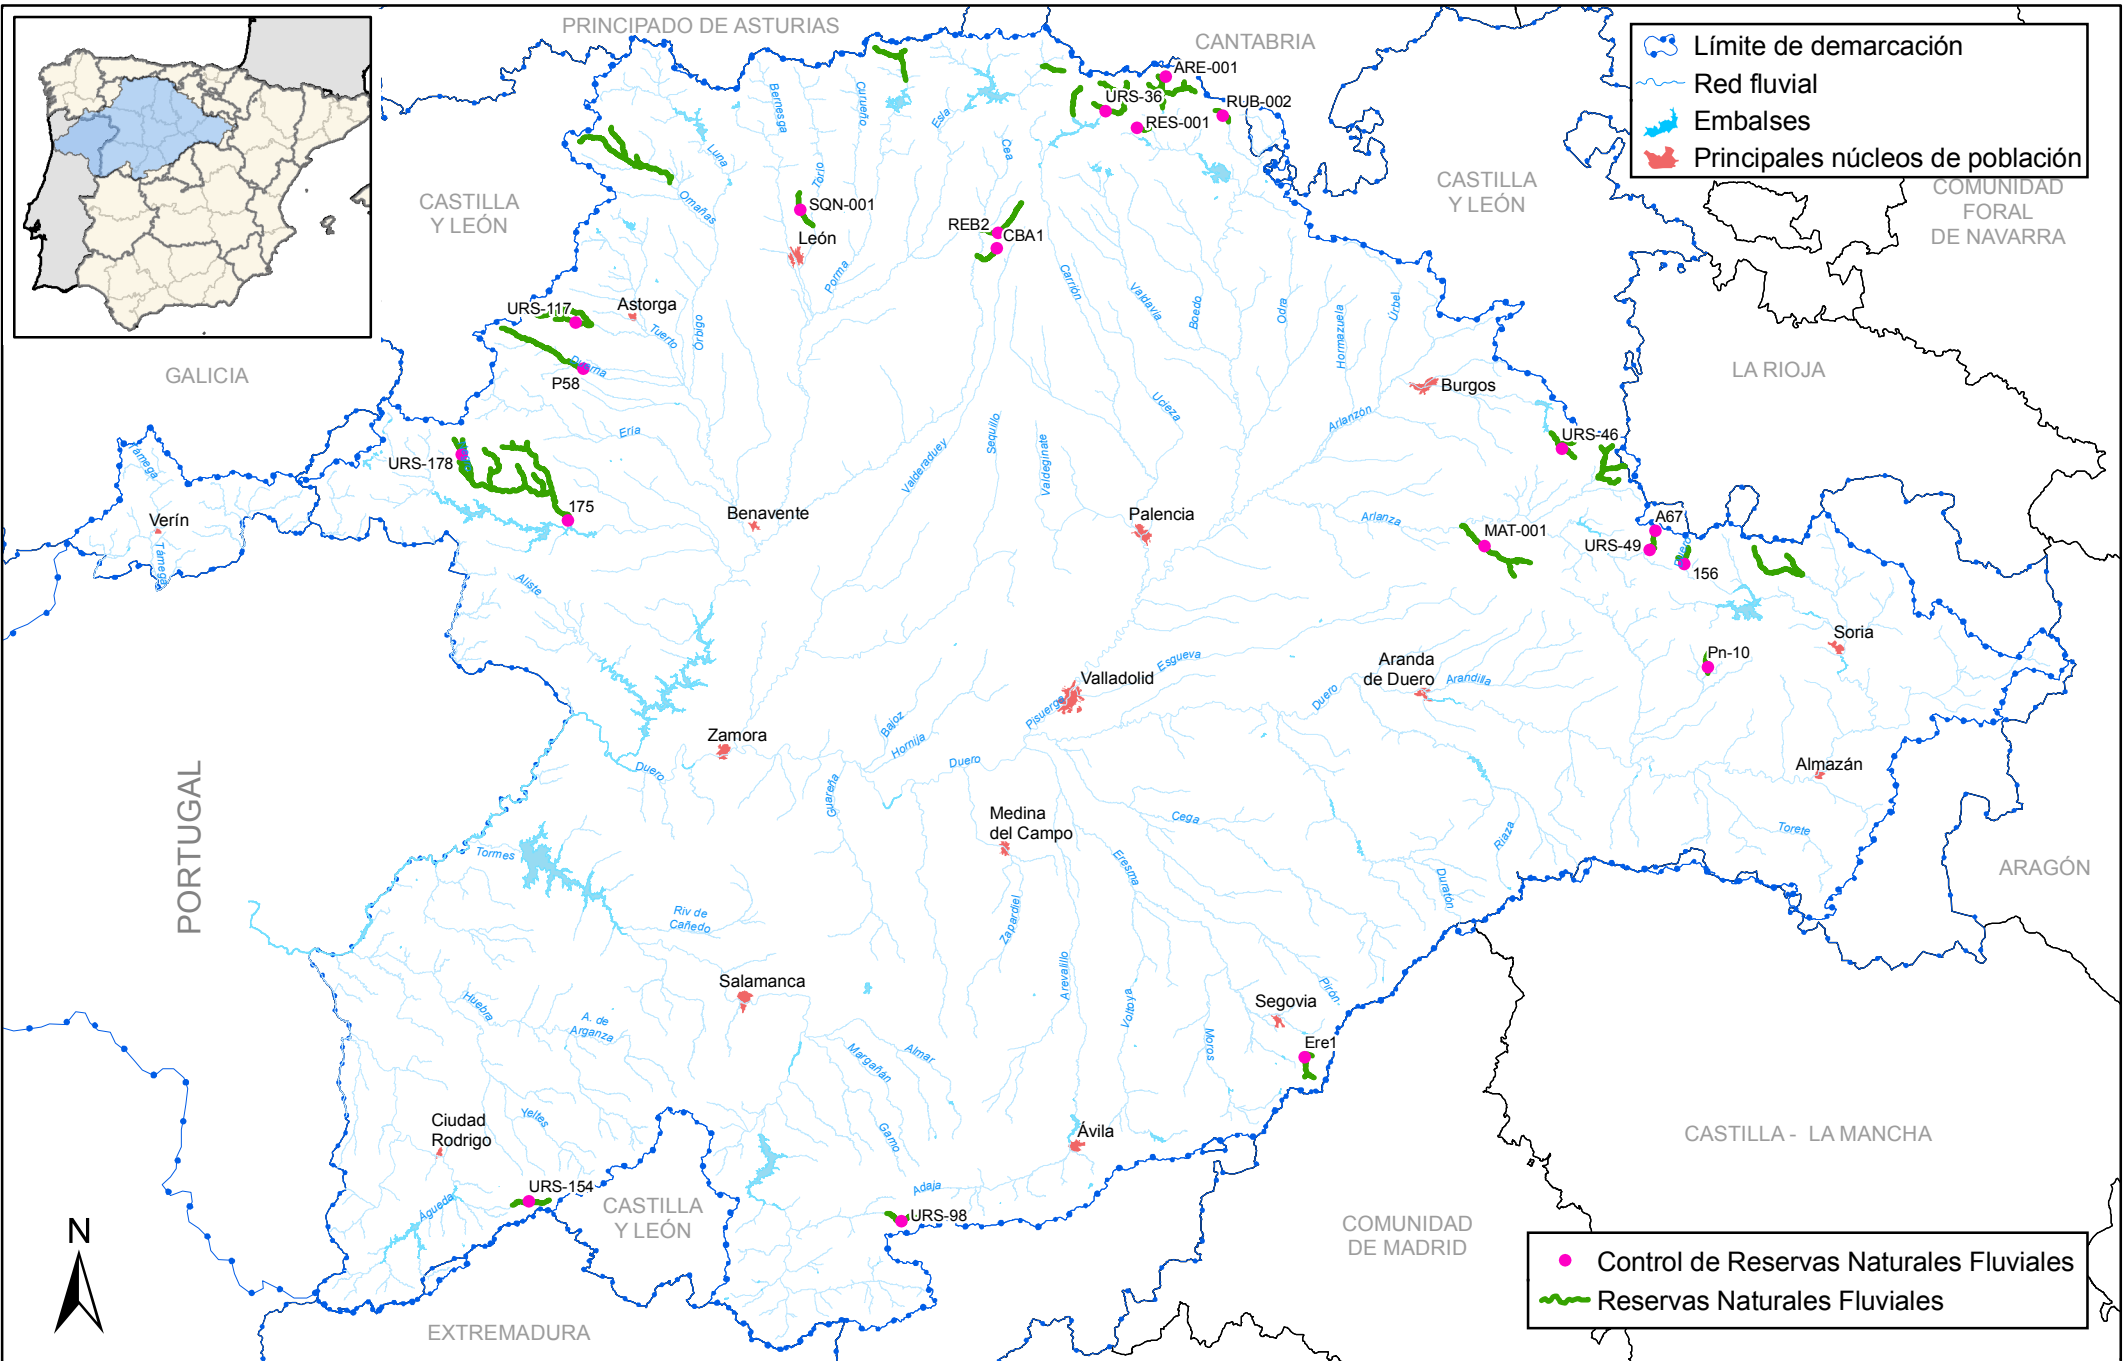 PRINCIPADO DE ASTURIAS
CANTABRIA
Límite de demarcación
Red fluvial
Embalses
Principales núcleos de población
ARE-001
URS-36
RUB-002
RES-001
Bernesga
Curueño
Torío
Luna
Esla
Cea
Omañas
CASTILLA
Y LEÓN
CASTILLA
Y LEÓN
COMUNIDAD
FORAL
DE NAVARRA
SQN-001
León
REB2
CBA1
Porma
Carrión
Valdavia
Boedo
Odra
Hormazuela
Úrbel
URS-117
Astorga
Tuerto
Órbigo
Duerna
P58
GALICIA
LA RIOJA
Burgos
Ucieza
Arlanzón
Eria
Valderaduey
Sequillo
Valdeginate
Támega
URS-178
175
Verín
Támega
Benavente
Palencia
Arlanza
URS-46
MAT-001
A67
URS-49
Duero
156
Aliste
Soria
Pn-10
Esgueva
Aranda
de Duero
Arandilla
Valladolid
Pisuerga
Duero
Bajoz
Hornija
Zamora
Duero
Duero
Guareña
Almazán
PORTUGAL
Medina
del Campo
Cega
Eresma
Riaza
Torete
Duratón
ARAGÓN
Tormes
Riv de
Cañedo
Zapardiel
Arevalillo
Voltoya
Pirón
Salamanca
Segovia
Huebra
A. de
Arganza
Almar
Margañán
Moros
Ere1
Yeltes
Gamo
Ciudad
Rodrigo
Ávila
CASTILLA - LA MANCHA
Adaja
URS-154
Águeda
CASTILLA
Y LEÓN
URS-98
COMUNIDAD
DE MADRID
N
Control de Reservas Naturales Fluviales
Reservas Naturales Fluviales
EXTREMADURA